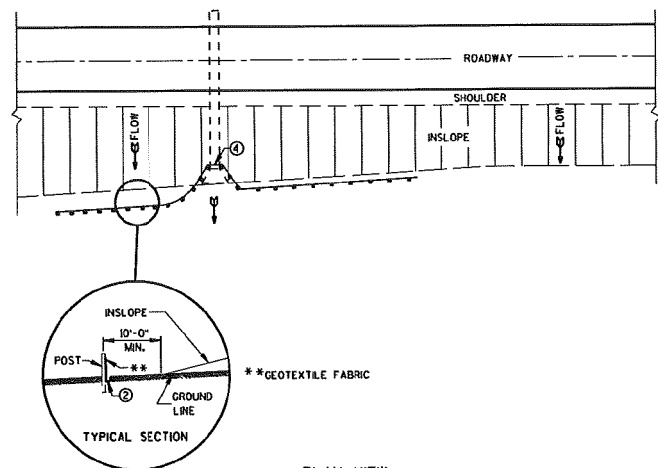 ROADWAY
SHOULDER
FLOW
FLOW
INSLOPE
4
INSLOPE
10'-0"
MIN.
POST
**
**GEOTEXTILE FABRIC
2
GROUND
LINE
TYPICAL SECTION